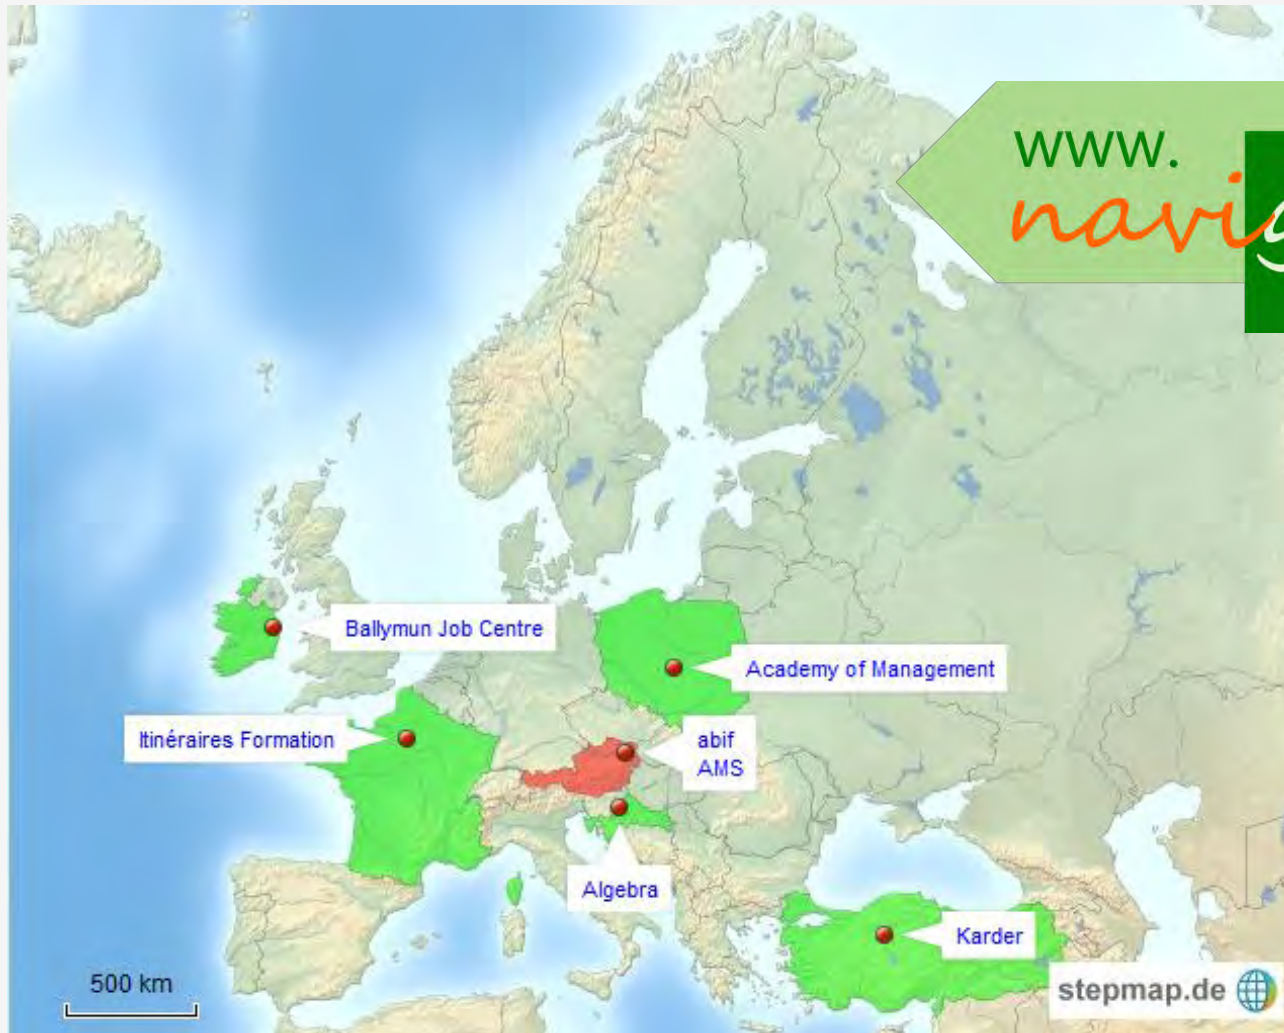 www.
navi
Ballymun Job Centre
Academy of Management
Itinéraires Formation
abif
AMS
Algebra
Karder
500 km
stepmap.de